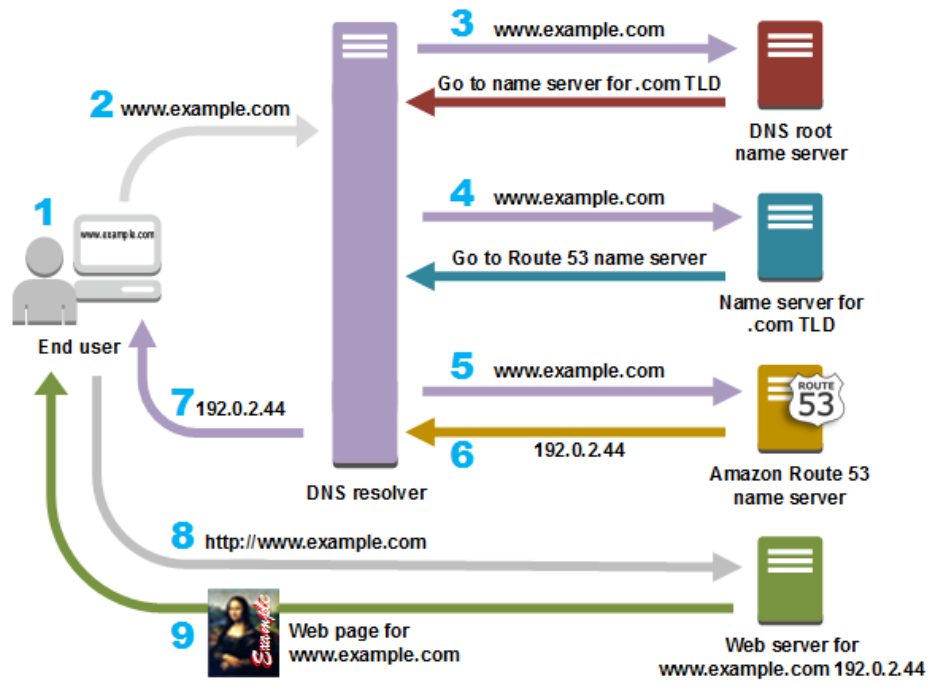 3 www.example.com
Go to name server for .com TLD
DNS root
name server
2 www.example.com
1
www.example.com
End user
4 www.example.com
Go to Route 53 name server
Name server for
.com TLD
5 www.example.com
ROUTE
53
6 192.0.2.44
Amazon Route 53
name server
7 192.0.2.44
DNS resolver
8 http://www.example.com
9
Example
Web page for
www.example.com
Web server for
www.example.com 192.0.2.44